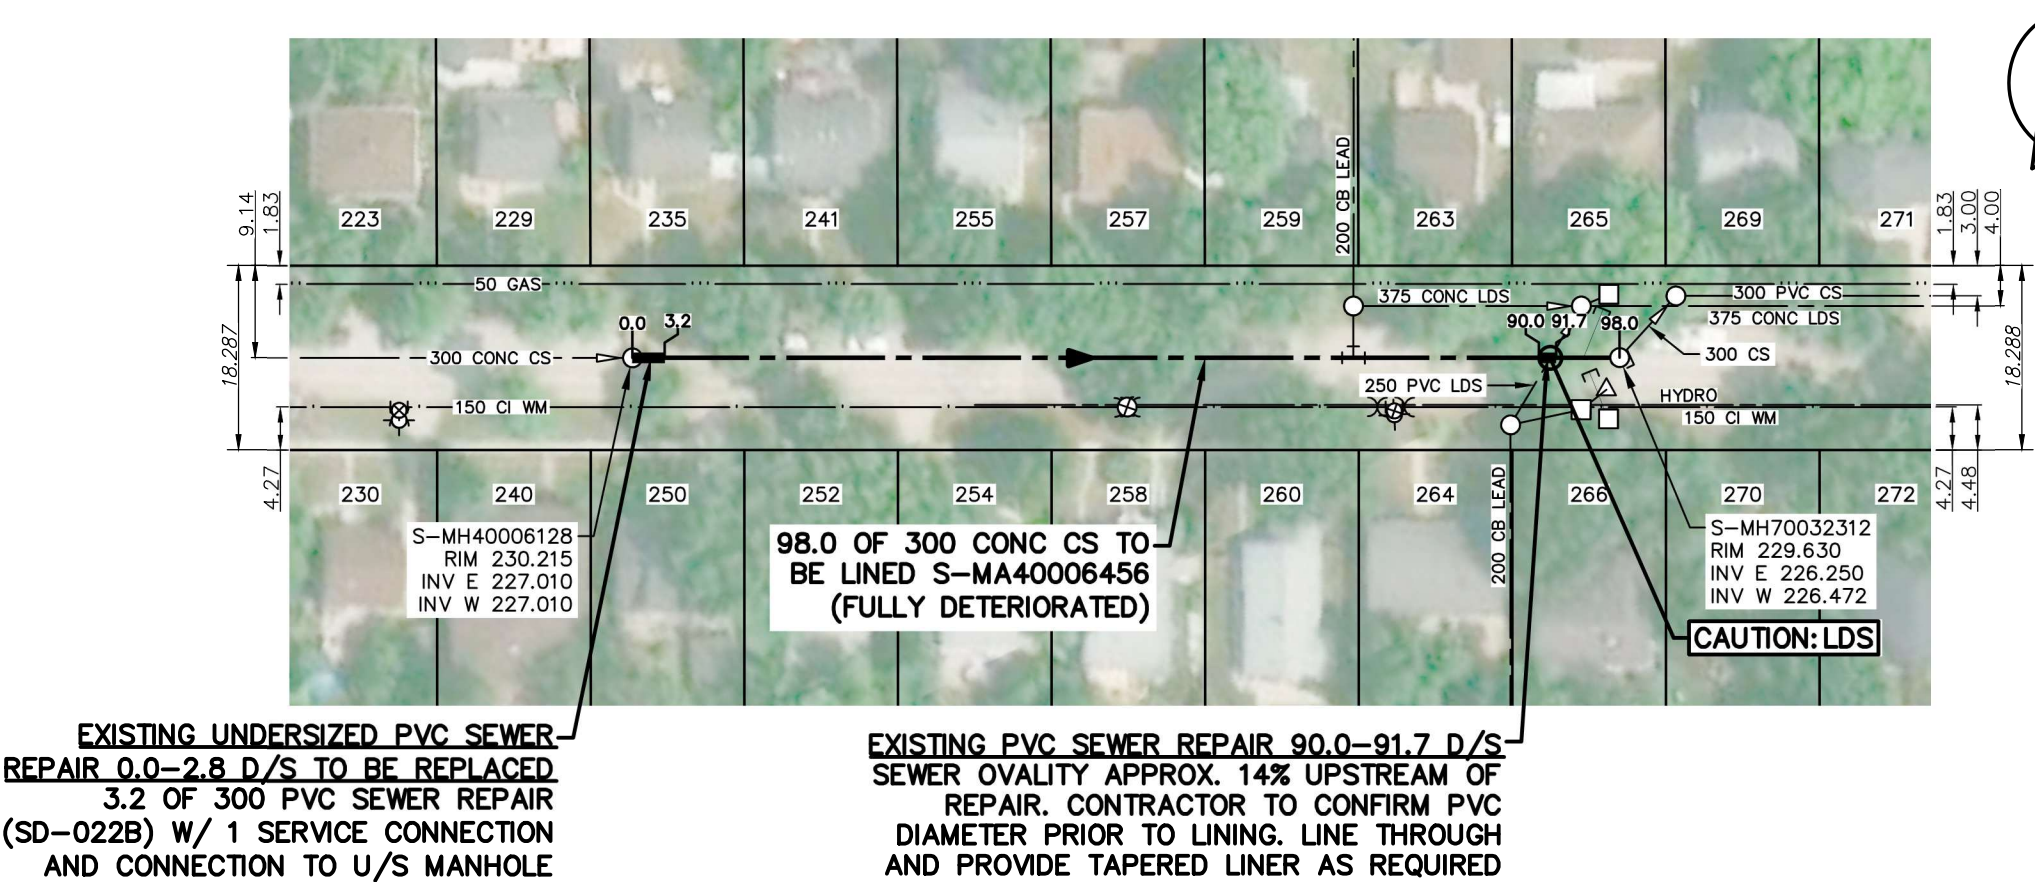 9.14
1.83
18.287
4.27
223
229
235
241
255
257
259
263
265
269
271
200 CB LEAD
1.83
3.00
4.00
18.288
4.27
4.48
50 GAS
375 CONC LDS
300 PVC CS
375 CONC LDS
0.0
3.2
90.0
91.7
98.0
300 CONC CS
300 CS
250 PVC LDS
HYDRO
150 CI WM
150 CI WM
230
240
250
252
254
258
260
264
266
270
272
200 CB LEAD
S-MH40006128
RIM 230.215
INV E 227.010
INV W 227.010
98.0 OF 300 CONC CS TO
BE LINED S-MA40006456
(FULLY DETERIORATED)
S-MH70032312
RIM 229.630
INV E 226.250
INV W 226.472
CAUTION: LDS
EXISTING UNDERSIZED PVC SEWER
REPAIR 0.0-2.8 D/S TO BE REPLACED
3.2 OF 300 PVC SEWER REPAIR
(SD-022B) W/ 1 SERVICE CONNECTION
AND CONNECTION TO U/S MANHOLE
EXISTING PVC SEWER REPAIR 90.0-91.7 D/S
SEWER OVALITY APPROX. 14% UPSTREAM OF
REPAIR. CONTRACTOR TO CONFIRM PVC
DIAMETER PRIOR TO LINING. LINE THROUGH
AND PROVIDE TAPERED LINER AS REQUIRED